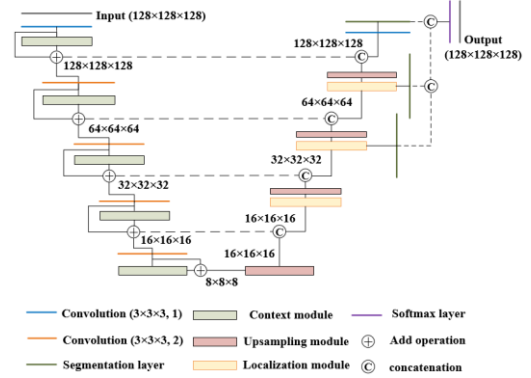 Input (128×128×128)
128×128×128
Output
(128×128×128)
C
C
128×128×128
C
64×64×64
C
64×64×64
32×32×32
C
32×32×32
16×16×16
C
16×16×16
16×16×16
8×8×8
Convolution (3×3×3, 1)
Context module
Softmax layer
Convolution (3×3×3, 2)
Upsampling module
Add operation
Segmentation layer
Localization module
C
concatenation